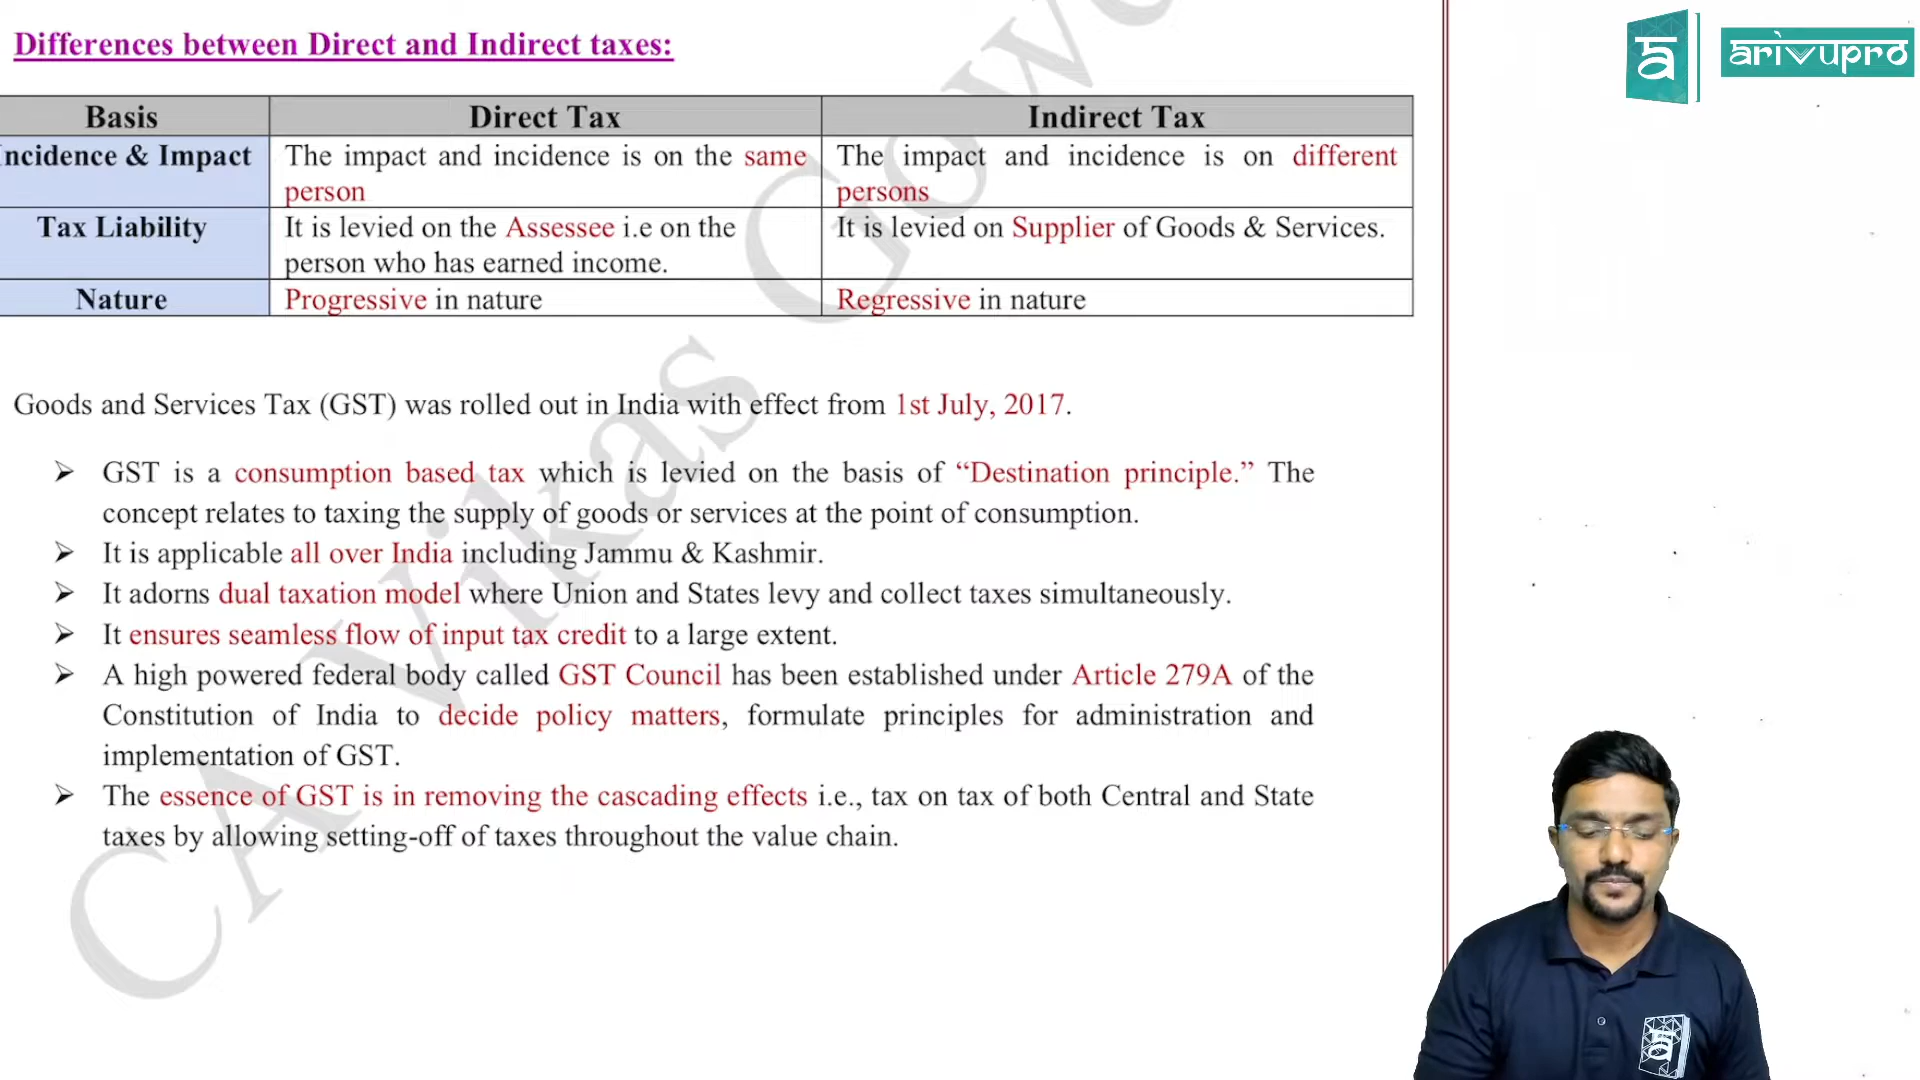 Differences between Direct and Indirect taxes:
arivupro
Basis Direct Tax Indirect Tax
ncidence & Impact The impact and incidence is on the same The impact and incidence is on different
person persons
Tax Liability It is levied on the Assessee i.e on the It is levied on Supplier of Goods & Services.
person who has earned income.
Nature Progressive in nature Regressive in nature
Goods and Services Tax (GST) was rolled out in India with effect from 1st July, 2017.
➢ GST is a consumption based tax which is levied on the basis of “Destination principle.” The
concept relates to taxing the supply of goods or services at the point of consumption.
➢ It is applicable all over India including Jammu & Kashmir.
➢ It adorns dual taxation model where Union and States levy and collect taxes simultaneously.
➢ It ensures seamless flow of input tax credit to a large extent.
➢ A high powered federal body called GST Council has been established under Article 279A of the
Constitution of India to decide policy matters, formulate principles for administration and
implementation of GST.
➢ The essence of GST is in removing the cascading effects i.e., tax on tax of both Central and State
taxes by allowing setting-off of taxes throughout the value chain.
CA Vikas Gow